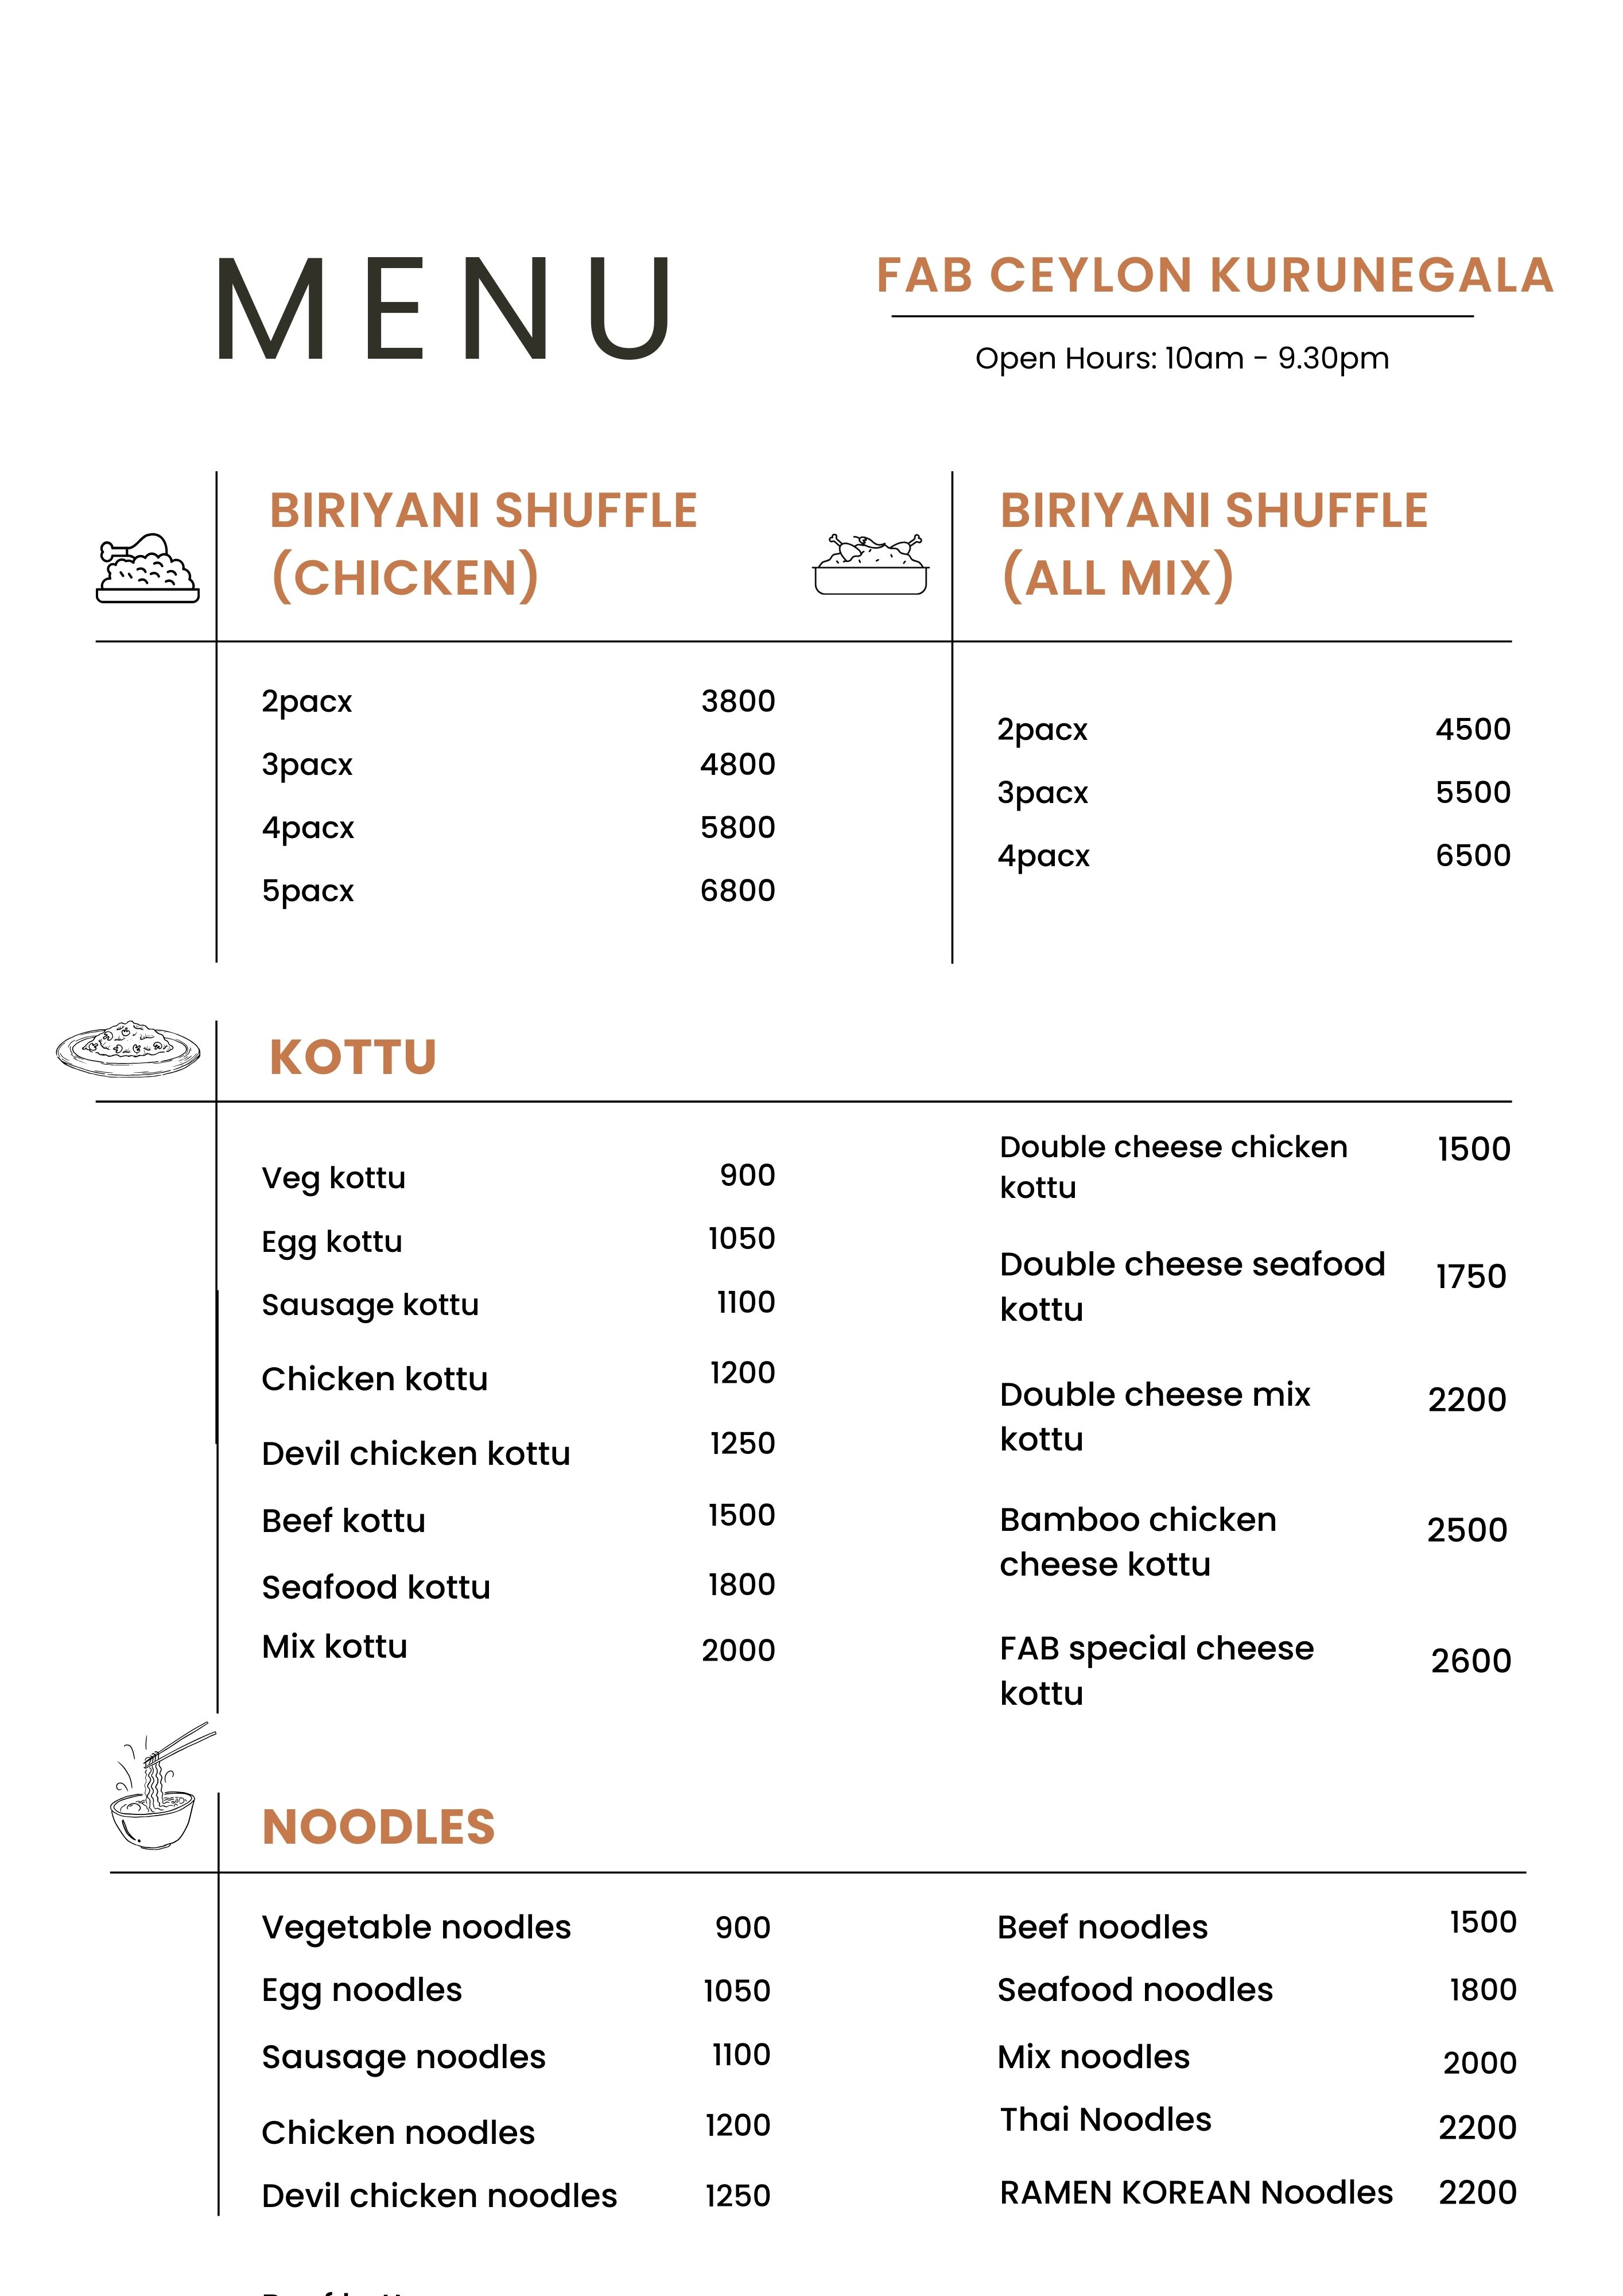 MENU
FAB CEYLON KURUNEGALA
Open Hours: 10am - 9.30pm
BIRIYANI SHUFFLE
(CHICKEN)
2pacx 3800
3pacx 4800
4pacx 5800
5pacx 6800
BIRIYANI SHUFFLE
(ALL MIX)
2pacx 4500
3pacx 5500
4pacx 6500
KOTTU
Veg kottu 900
Egg kottu 1050
Sausage kottu 1100
Chicken kottu 1200
Devil chicken kottu 1250
Beef kottu 1500
Seafood kottu 1800
Mix kottu 2000
Double cheese chicken 1500
kottu
Double cheese seafood 1750
kottu
Double cheese mix 2200
kottu
Bamboo chicken 2500
cheese kottu
FAB special cheese 2600
kottu
NOODLES
Vegetable noodles 900
Egg noodles 1050
Sausage noodles 1100
Chicken noodles 1200
Devil chicken noodles 1250
Beef noodles 1500
Seafood noodles 1800
Mix noodles 2000
Thai Noodles 2200
RAMEN KOREAN Noodles 2200